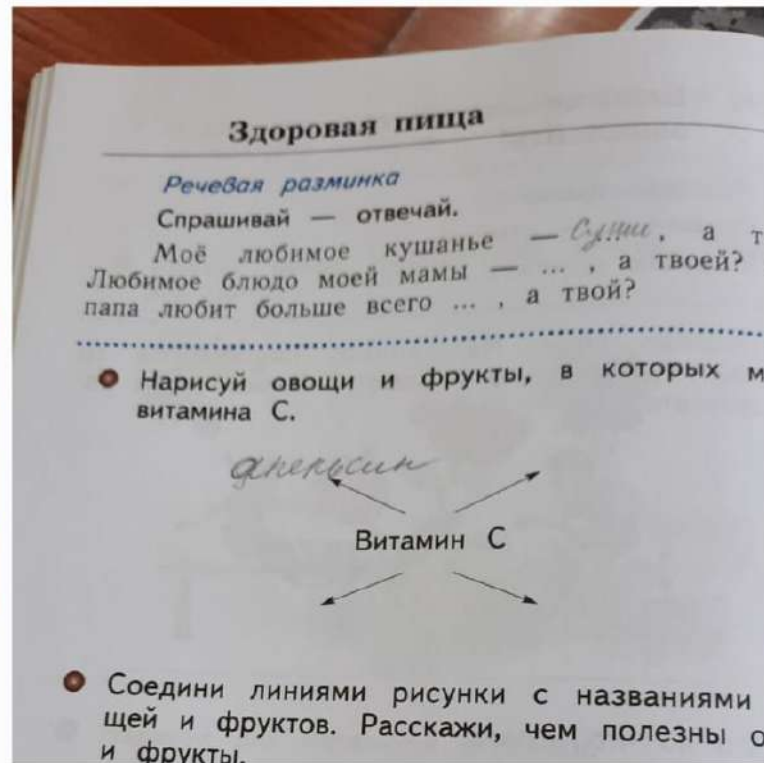 Здоровая пища
Речевая разминка
Спрашивай — отвечай.
Моё любимое кушанье — Суши, а т
Любимое блюдо моей мамы — ... , а твоей?
папа любит больше всего ... , а твой?
Нарисуй овощи и фрукты, в которых м
витамина С.
апельсин
Витамин С
Соедини линиями рисунки с названиями
щей и фруктов. Расскажи, чем полезны о
и фрукты.